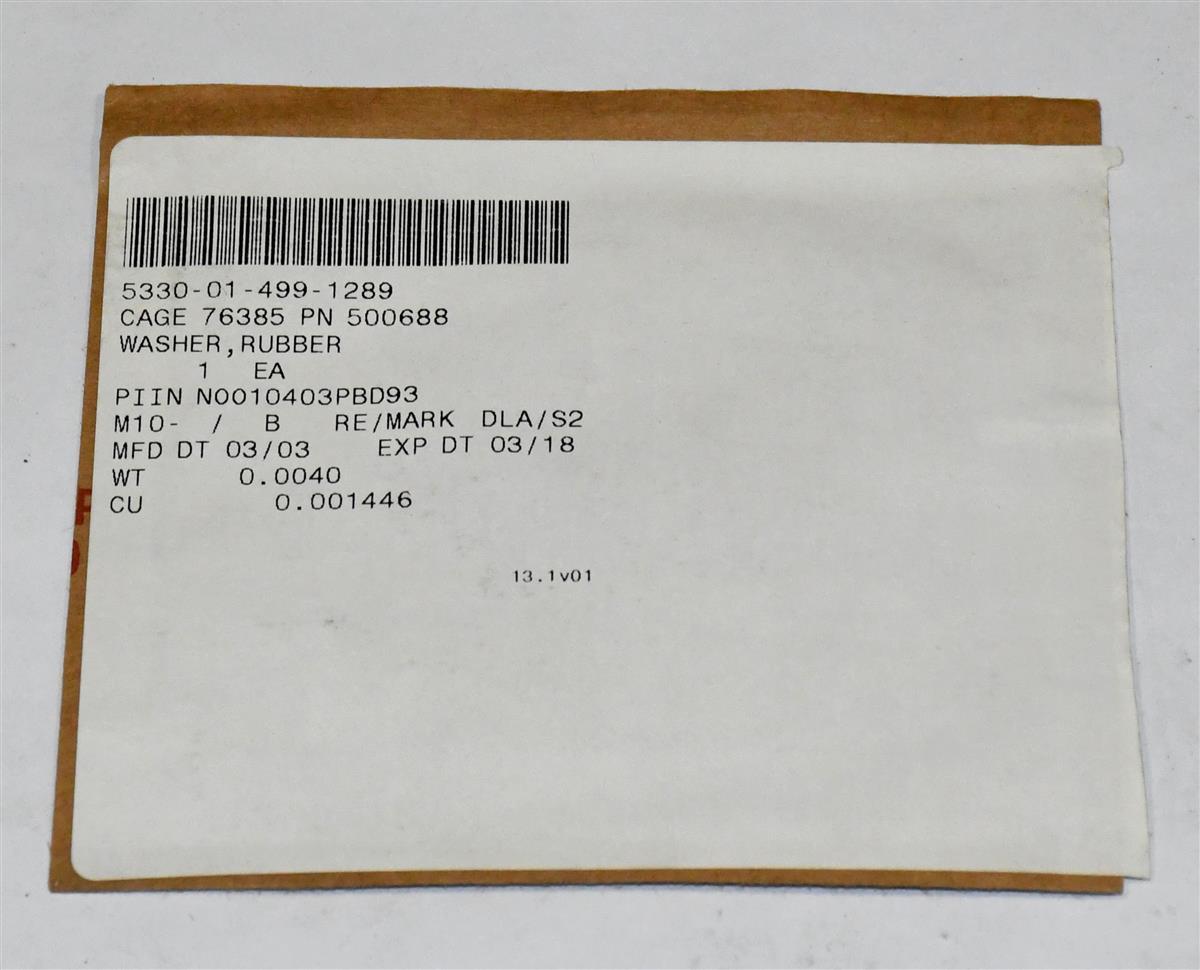 5330-01-499-1289
CAGE 76385 PN 500688
WASHER,RUBBER
1 EA
PIIN N0010403PBD93
M10- / B RE/MARK DLA/S2
MFD DT 03/03 EXP DT 03/18
WT 0.0040
CU 0.001446
13.1v01